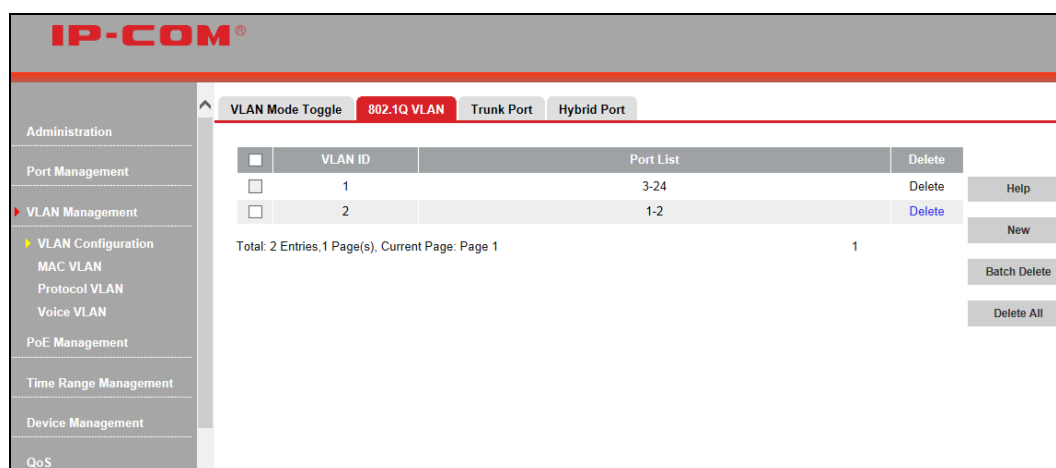 IP-COM®
VLAN Mode Toggle 802.1Q VLAN Trunk Port Hybrid Port
Administration
Port Management
VLAN Management
VLAN Configuration
MAC VLAN
Protocol VLAN
Voice VLAN
PoE Management
Time Range Management
Device Management
QoS
VLAN ID Port List Delete
1 3-24 Delete
2 1-2 Delete
Total: 2 Entries,1 Page(s), Current Page: Page 1 1
Help
New
Batch Delete
Delete All